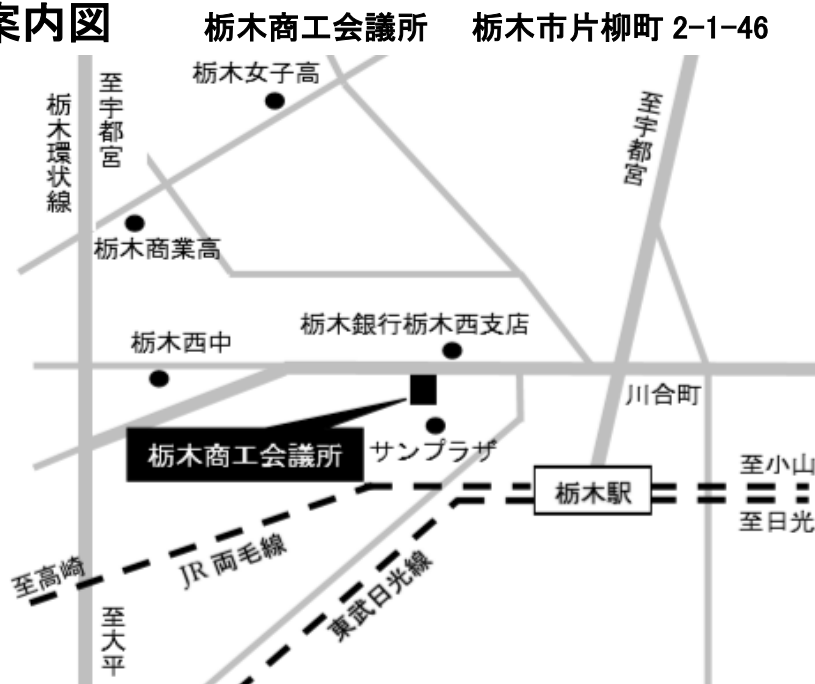 案内図
栃木商工会議所 栃木市片柳町 2-1-46
栃木女子高
至宇都宮
栃木環状線
至宇都宮
栃木商業高
栃木銀行栃木西支店
栃木西中
川合町
サンプラザ
栃木商工会議所
至小山
栃木駅
至日光
JR 両毛線
至高崎
東武日光線
至大平